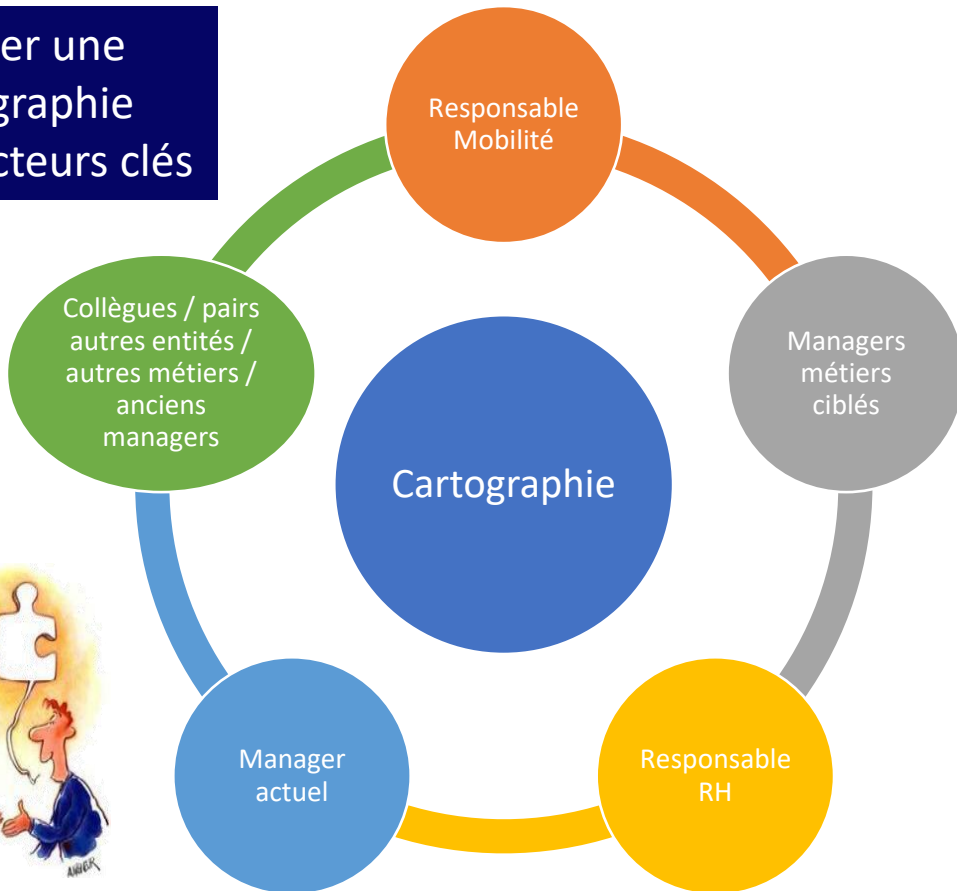 er une
graphie
cteurs clés
Responsable
Mobilité
Collègues / pairs
autres entités /
autres métiers /
anciens
managers
Managers
métiers
ciblés
Cartographie
Manager
actuel
Responsable
RH